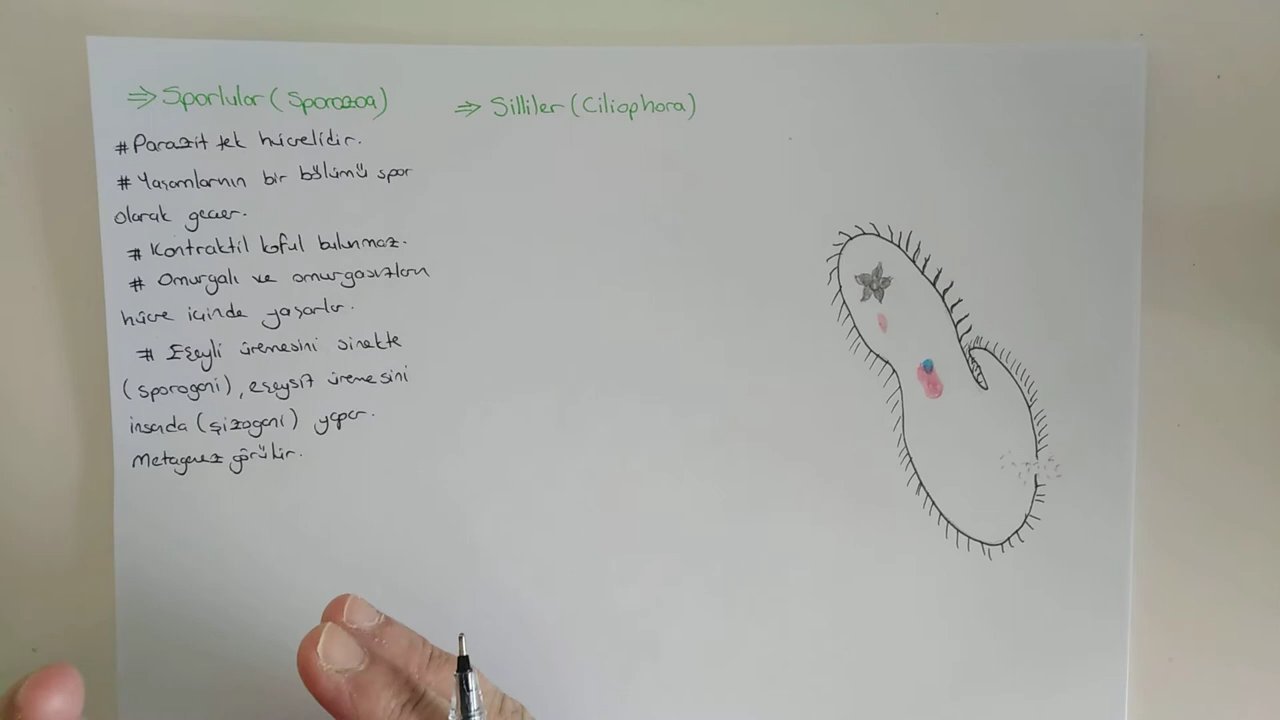 ⇒ Sporlular (Sporozoa)
# Parazit tek hücrelidir.
# Yaşamlarının bir bölümü spor
olarak geçer.
# Kontraktil koful bulunmaz.
# Omurgalı ve omurgasızların
hücre içinde yaşarlar.
# Eşeyli üremesini sinekte
(sporogoni), eşeysiz üremesini
insanda (şizogoni) yapar.
Metagenez görülür.
⇒ Silliler (Ciliophora)